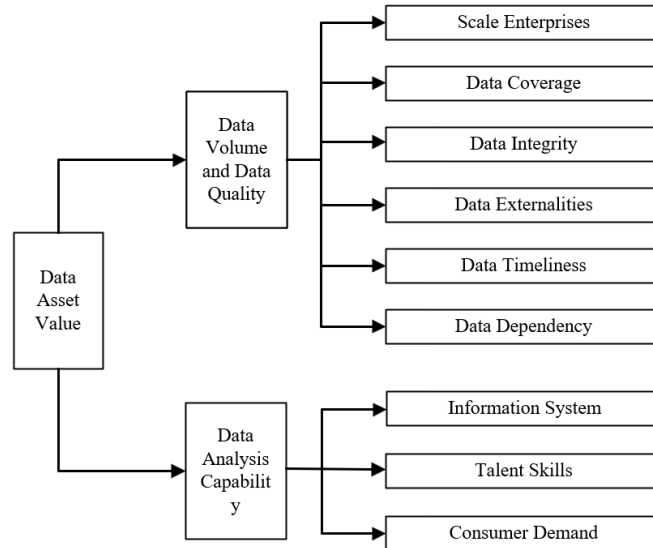 Scale Enterprises
Data Coverage
Data
Volume
and Data
Quality
Data Integrity
Data Externalities
Data
Asset
Value
Data Timeliness
Data Dependency
Information System
Data
Analysis
Capabilit
y
Talent Skills
Consumer Demand